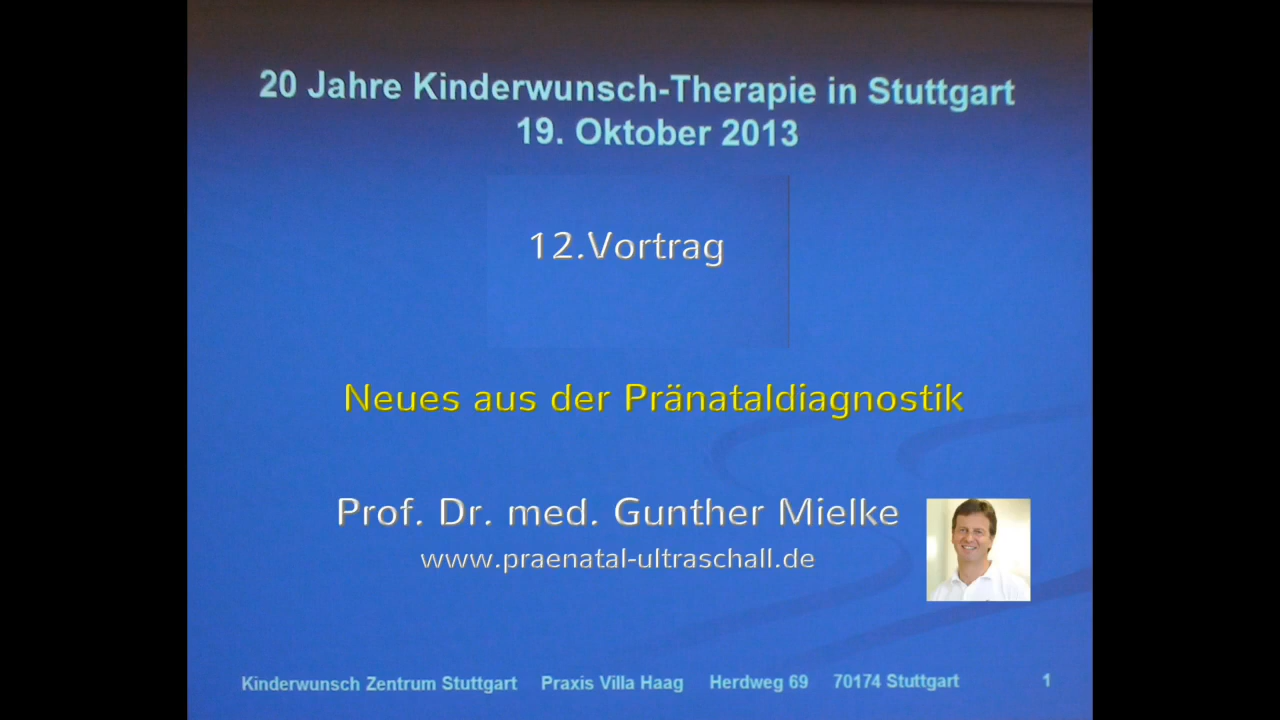 20 Jahre Kinderwunsch-Therapie in Stuttgart
19. Oktober 2013
12.Vortrag
Neues aus der Pränataldiagnostik
Prof. Dr. med. Gunther Mielke
www.praenatal-ultraschall.de
Kinderwunsch Zentrum Stuttgart Praxis Villa Haag Herdweg 69 70174 Stuttgart 1